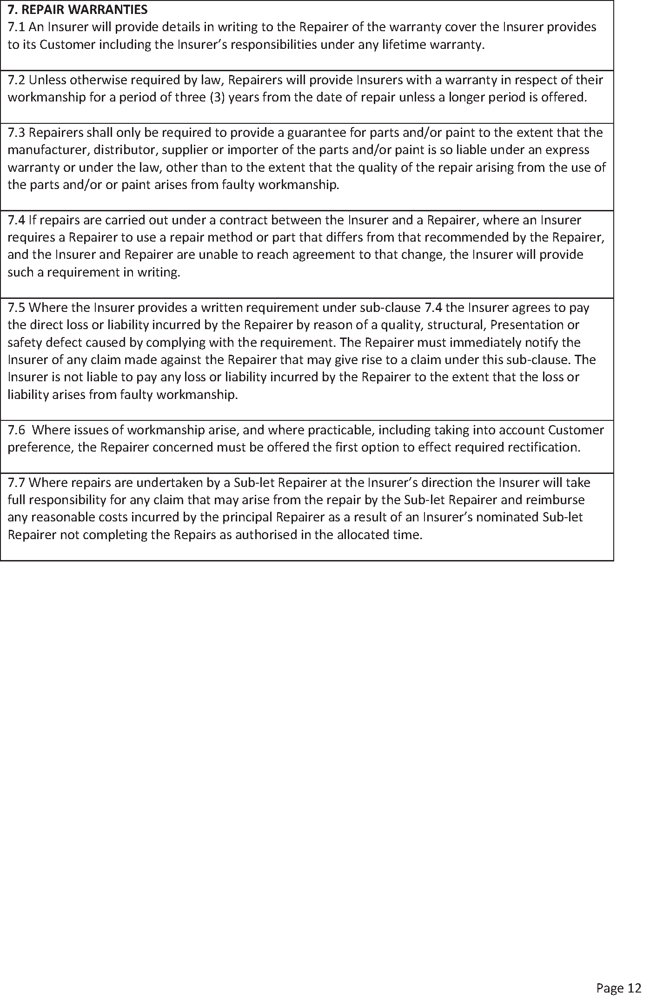 7. REPAIR WARRANTIES
7.1 An Insurer will provide details in writing to the Repairer of the warranty cover the Insurer provides
to its Customer including the Insurer’s responsibilities under any lifetime warranty.
7.2 Unless otherwise required by law, Repairers will provide Insurers with a warranty in respect of their
workmanship for a period of three (3) years from the date of repair unless a longer period is offered.
7.3 Repairers shall only be required to provide a guarantee for parts and/or paint to the extent that the
manufacturer, distributor, supplier or importer of the parts and/or paint is so liable under an express
warranty or under the law, other than to the extent that the quality of the repair arising from the use of
the parts and/or or paint arises from faulty workmanship.
7.4 If repairs are carried out under a contract between the Insurer and a Repairer, where an Insurer
requires a Repairer to use a repair method or part that differs from that recommended by the Repairer,
and the Insurer and Repairer are unable to reach agreement to that change, the Insurer will provide
such a requirement in writing.
7.5 Where the Insurer provides a written requirement under sub-clause 7.4 the Insurer agrees to pay
the direct loss or liability incurred by the Repairer by reason of a quality, structural, Presentation or
safety defect caused by complying with the requirement. The Repairer must immediately notify the
Insurer of any claim made against the Repairer that may give rise to a claim under this sub-clause. The
Insurer is not liable to pay any loss or liability incurred by the Repairer to the extent that the loss or
liability arises from faulty workmanship.
7.6  Where issues of workmanship arise, and where practicable, including taking into account Customer
preference, the Repairer concerned must be offered the first option to effect required rectification.
7.7 Where repairs are undertaken by a Sub-let Repairer at the Insurer’s direction the Insurer will take
full responsibility for any claim that may arise from the repair by the Sub-let Repairer and reimburse
any reasonable costs incurred by the principal Repairer as a result of an Insurer’s nominated Sub-let
Repairer not completing the Repairs as authorised in the allocated time.
Page 12